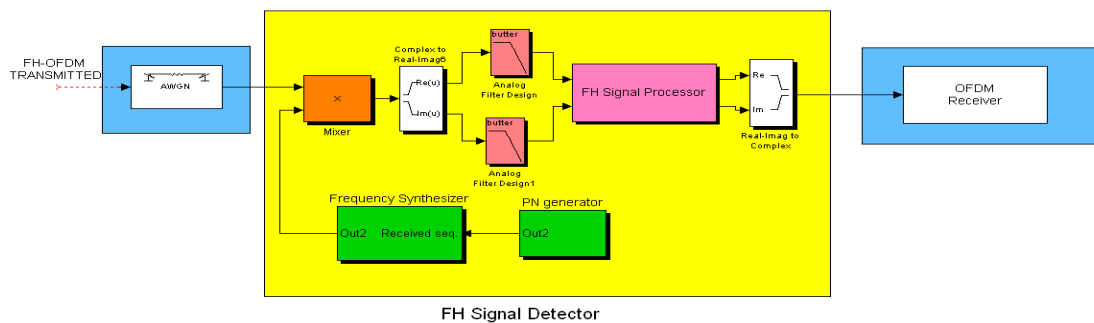 FH-OFDM
TRANSMITTED
AWGN
×
Mixer
Complex to
Real-Imag6
Re(u)
Im(u)
butter
Analog
Filter Design
butter
Analog
Filter Design1
FH Signal Processor
Re
Im
Real-Imag to
Complex
OFDM
Receiver
Frequency Synthesizer
Out2 Received seq.
PN generator
Out2
FH Signal Detector